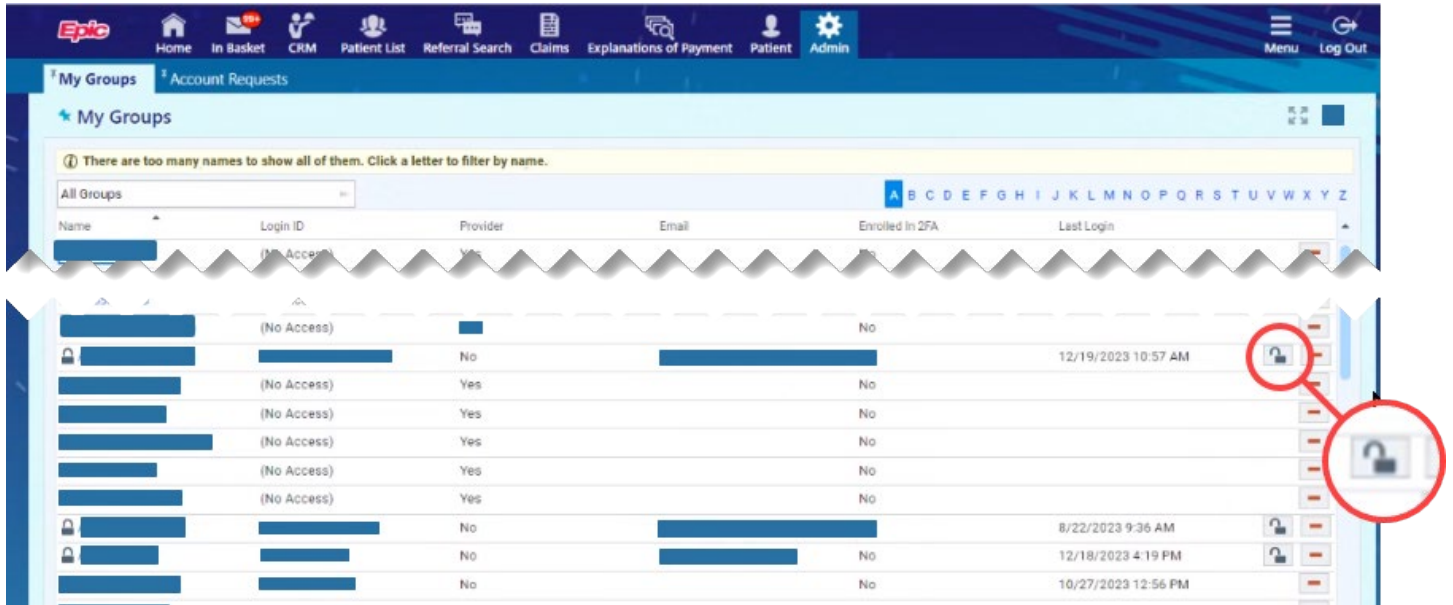 Epic Home In Basket 99+ CRM Patient List Referral Search Claims Explanations of Payment Patient Admin Menu Log Out
My Groups Account Requests
My Groups
There are too many names to show all of them. Click a letter to filter by name.
All Groups A B C D E F G H I J K L M N O P Q R S T U V W X Y Z
Name Login ID Provider Email Enrolled In 2FA Last Login
(No Access) Yes No
(No Access) No
No 12/19/2023 10:57 AM
(No Access) Yes No
(No Access) Yes No
(No Access) Yes No
(No Access) Yes No
(No Access) Yes No
No 8/22/2023 9:36 AM
No No 12/18/2023 4:19 PM
No 10/27/2023 12:56 PM